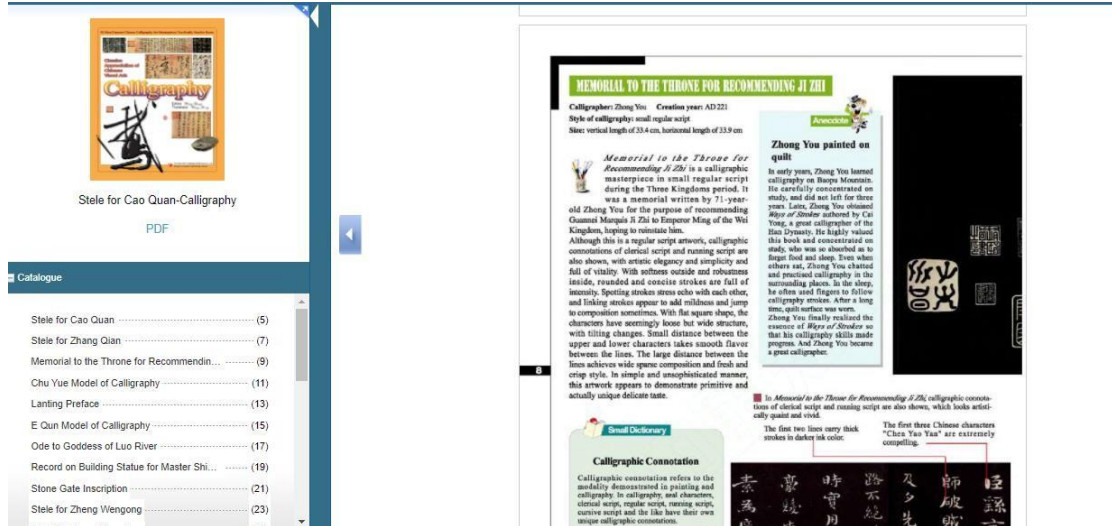 Calligraphy
Stele for Cao Quan-Calligraphy
PDF
Catalogue
Stele for Cao Quan (5)
Stele for Zhang Qian (7)
Memorial to the Throne for Recommendin... (9)
Chu Yue Model of Calligraphy (11)
Lanting Preface (13)
E Qun Model of Calligraphy (15)
Ode to Goddess of Luo River (17)
Record on Building Statue for Master Shi... (19)
Stone Gate Inscription (21)
Stele for Zheng Wengong (23)
MEMORIAL TO THE THRONE FOR RECOMMENDING JI ZHI
Calligrapher: Zhong You Creation year: AD 221
Style of calligraphy: small regular script
Size: vertical length of 33.4 cm, horizontal length of 33.9 cm
Memorial to the Throne for
Recommending Ji Zhi is a calligraphic
masterpiece in small regular script
during the Three Kingdoms period. It
was a memorial written by 71-year-
old Zhong You for the purpose of recommending
Guannei Marquis Ji Zhi to Emperor Ming of the Wei
Kingdom, hoping to reinstate him.
Although this is a regular script artwork, calligraphic
connotations of clerical script and running script are
also shown, with artistic elegancy and simplicity and
full of vitality. With softness outside and robustness
inside, rounded and concise strokes are full of
intensity. Spotting strokes stress echo with each other,
and linking strokes appear to add mildness and jump
to composition sometimes. With flat square shape, the
characters have seemingly loose but wide structure,
with tilting changes. Small distance between the
upper and lower characters takes smooth flavor
between the lines. The large distance between the
lines achieves wide sparse composition and fresh and
crisp style. In simple and unsophisticated manner,
this artwork appears to demonstrate primitive and
actually unique delicate taste.
8
Anecdote
Zhong You painted on
quilt
In early years, Zhong You learned
calligraphy on Baopu Mountain.
He carefully concentrated on
study, and did not left for three
years. Later, Zhong You obtained
Ways of Strokes authored by Cai
Yong, a great calligrapher of the
Han Dynasty. He highly valued
this book and concentrated on
study, who was so absorbed as to
forget food and sleep. Even when
others sat, Zhong You chatted
and practised calligraphy in the
surrounding places. In the sleep,
he often used fingers to follow
calligraphy strokes. After a long
time, quilt surface was worn.
Zhong You finally realized the
essence of Ways of Strokes so
that his calligraphy skills made
progress. And Zhong You became
a great calligrapher.
In Memorial to the Throne for Recommending Ji Zhi, calligraphic connota-
tions of clerical script and running script are also shown, which looks artisti-
cally quaint and vivid.
The first two lines carry thick
strokes in darker ink color.
The first three Chinese characters
"Chen Yao Yan" are extremely
compelling.
Small Dictionary
Calligraphic Connotation
Calligraphic connotation refers to the
modality demonstrated in painting and
calligraphy. In calligraphy, seal characters,
clerical script, regular script, running script,
cursive script and the like have their own
unique calligraphic connotations.
臣繇
師破
及夕先
路不絕
時實用
素為